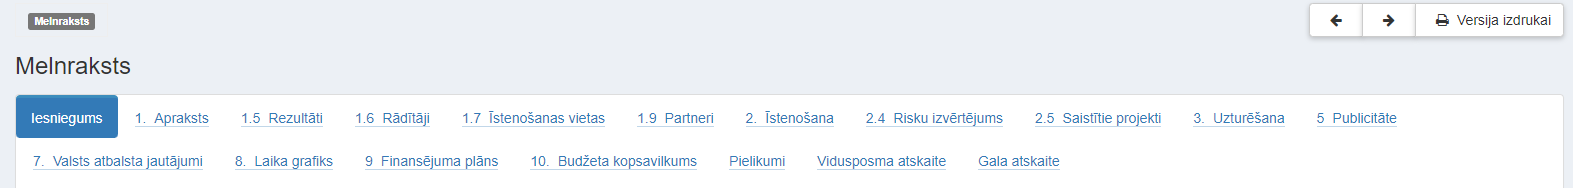 Melnraksts
Versija izdrukai
Melnraksts
Iesniegums 1. Apraksts 1.5 Rezultāti 1.6 Rādītāji 1.7 Īstenošanas vietas 1.9 Partneri 2. Īstenošana 2.4 Risku izvērtējums 2.5 Saistītie projekti 3. Uzturēšana 5 Publicitāte
7. Valsts atbalsta jautājumi 8. Laika grafiks 9 Finansējuma plāns 10. Budžeta kopsavilkums Pielikumi Vidusposma atskaite Gala atskaite